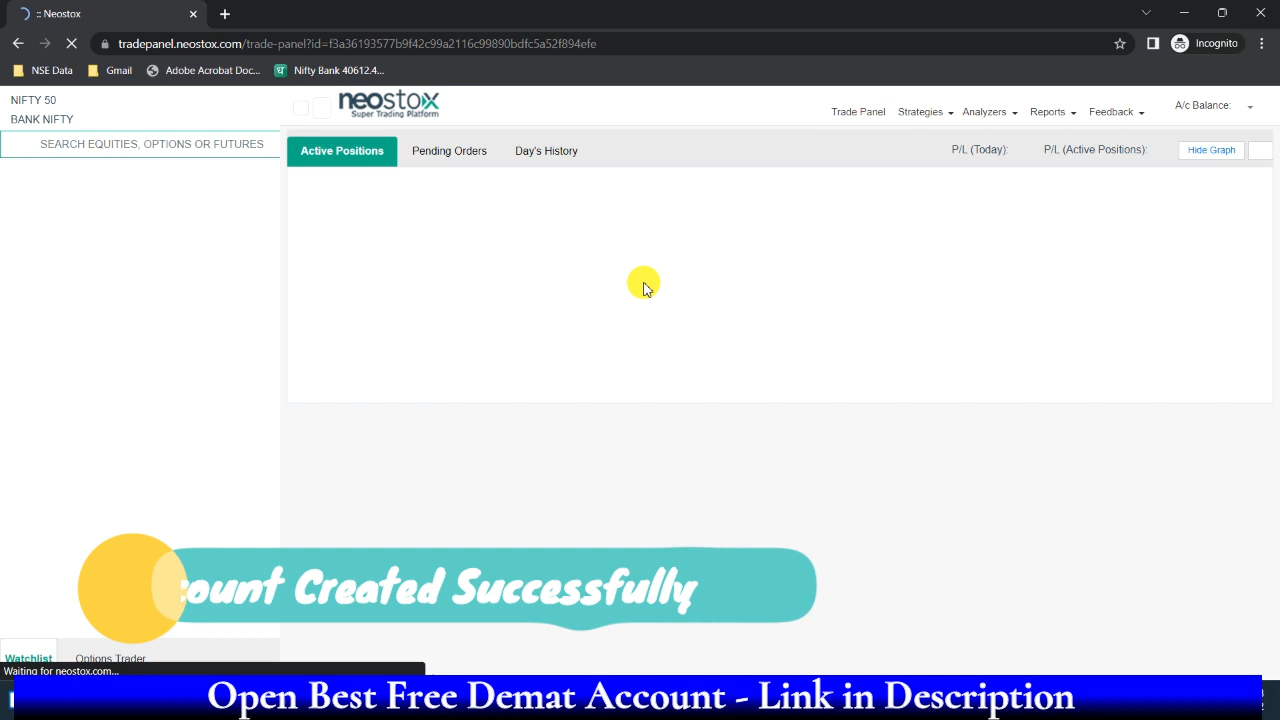 :: Neostox
tradepanel.neostox.com/trade-panel?id=f3a36193577b9f42c99a2116c99890bdfc5a52f894efe
Incognito
NSE Data
Gmail
Adobe Acrobat Doc...
Nifty Bank 40612.4...
NIFTY 50
BANK NIFTY
SEARCH EQUITIES, OPTIONS OR FUTURES
neostox
Super Trading Platform
Trade Panel
Strategies
Analyzers
Reports
Feedback
A/c Balance:
Active Positions
Pending Orders
Day's History
P/L (Today):
P/L (Active Positions):
Hide Graph
count Created Successfully
Watchlist
Options Trader
Waiting for neostox.com...
Open Best Free Demat Account - Link in Description